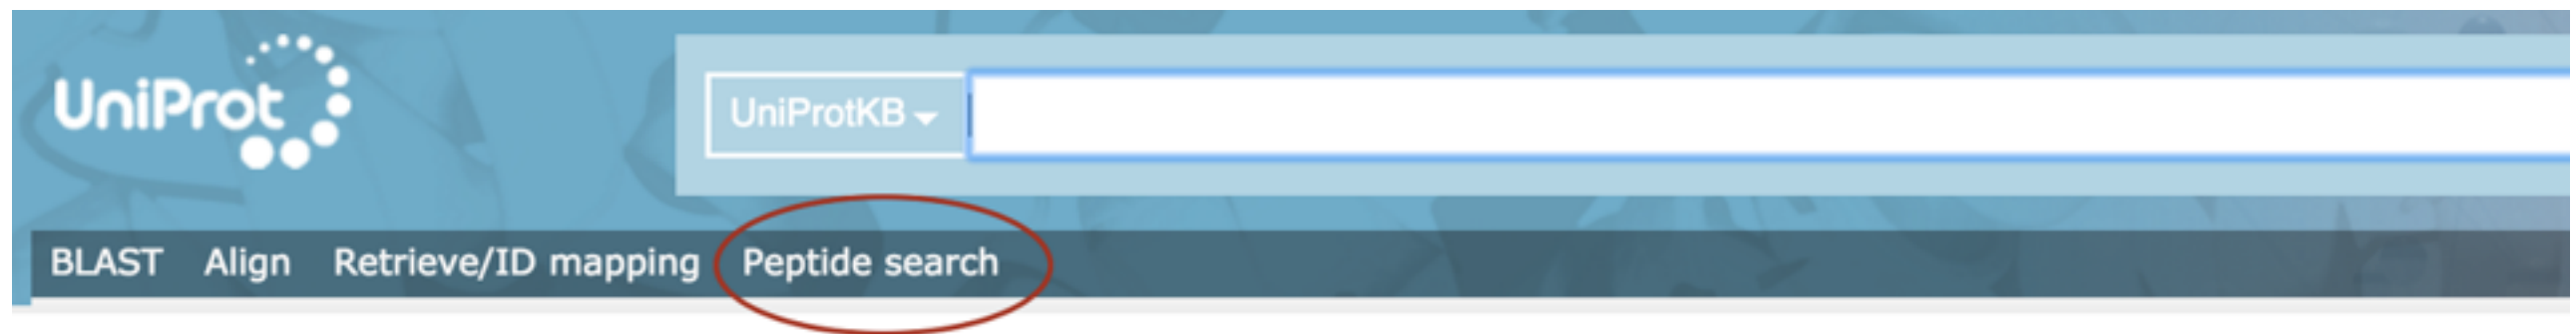 UniProt
UniProtKB
BLAST Align Retrieve/ID mapping Peptide search